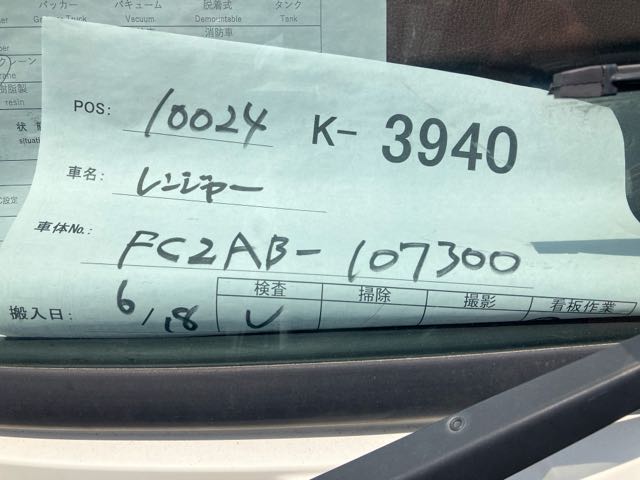 パッカー バキューム 脱着式 タンク
Vacuum Demountable Tank
消防車
resin
POS: 10024 K- 3940
車名: レンジャー
車体No.: FC2AB-107300
検査 掃除 撮影 看板作業
搬入日: 6/18 レ